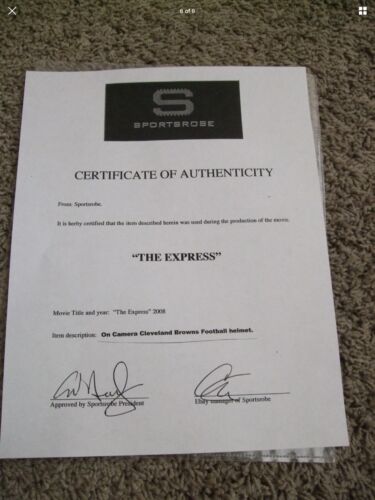 6 of 9
S
SPORTSROBE
CERTIFICATE OF AUTHENTICITY
From: Sportsrobe.
It is herby certified that the item described herein was used during the production of the movie.
“THE EXPRESS”
Movie Title and year: “The Express” 2008
Item description: On Camera Cleveland Browns Football helmet.
Approved by Sportsrobe President
Ebay manager of Sportsrobe